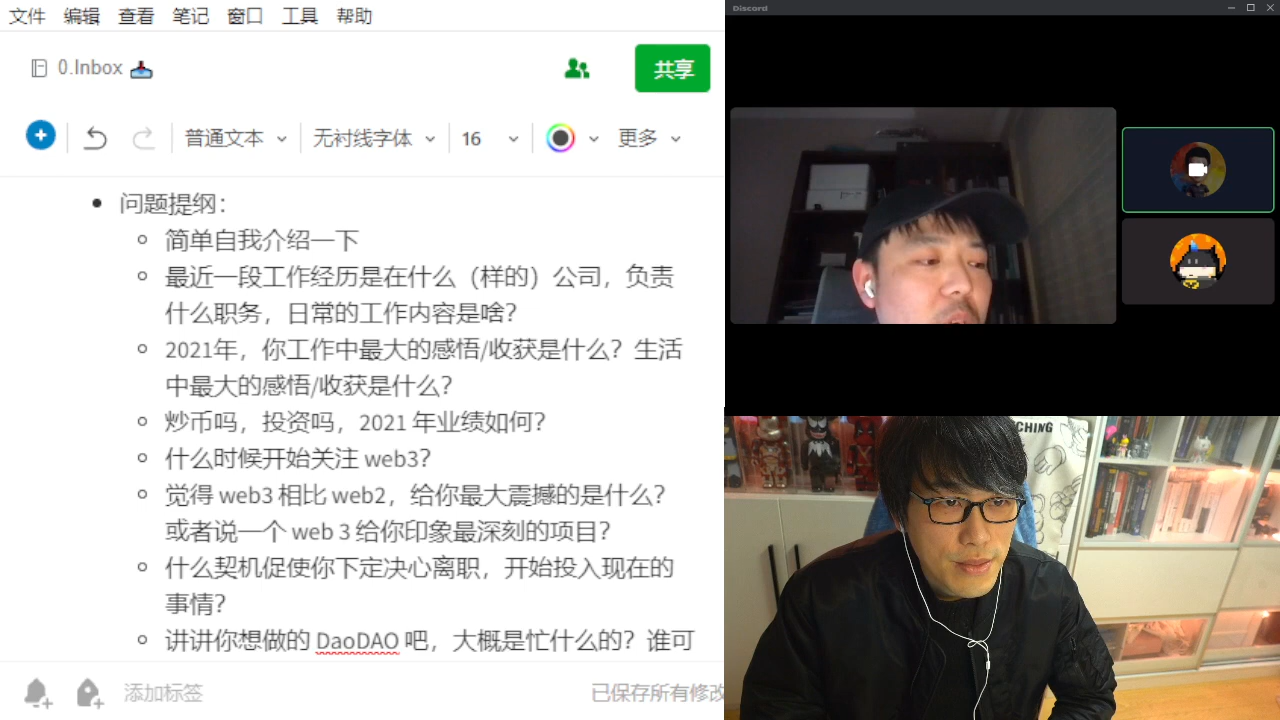 文件 编辑 查看 笔记 窗口 工具 帮助
0.Inbox
共享
普通文本 无衬线字体 16 更多
问题提纲：
简单自我介绍一下
最近一段工作经历是在什么（样的）公司，负责
什么职务，日常的工作内容是啥？
2021年，你工作中最大的感悟/收获是什么？生活
中最大的感悟/收获是什么？
炒币吗，投资吗，2021 年业绩如何？
什么时候开始关注 web3？
觉得 web3 相比 web2，给你最大震撼的是什么？
或者说一个 web 3 给你印象最深刻的项目？
什么契机促使你下定决心离职，开始投入现在的
事情？
讲讲你想做的 DaoDAO 吧，大概是忙什么的？谁可
添加标签
已保存所有修改
Discord
CHING